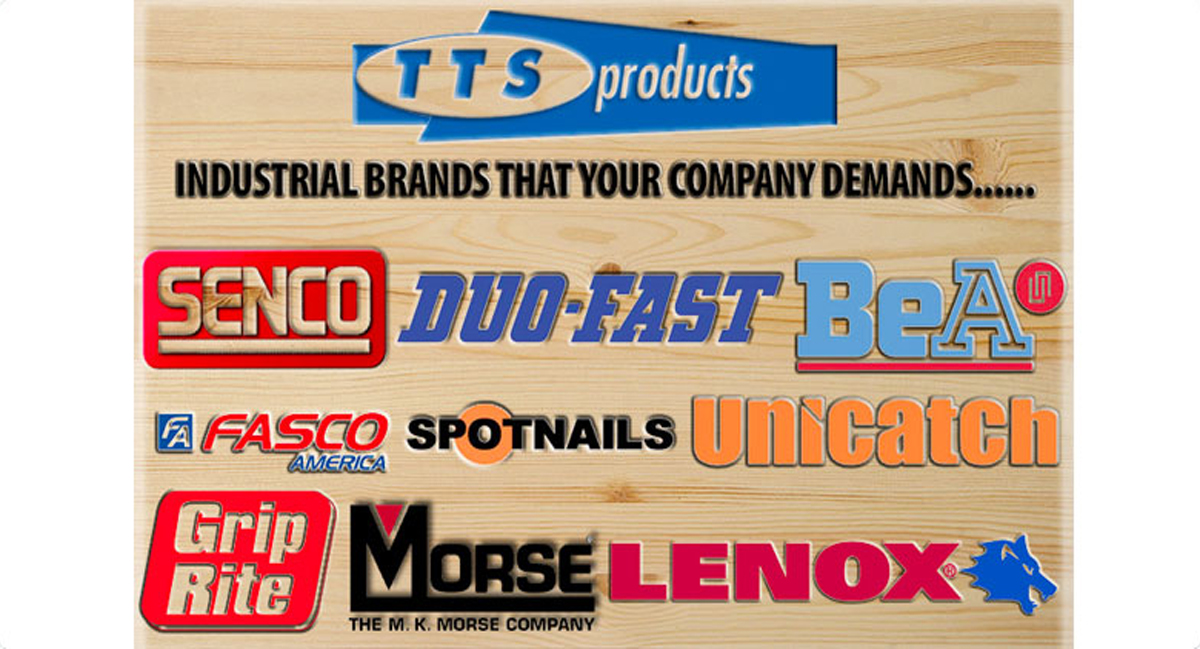 TTS products
INDUSTRIAL BRANDS THAT YOUR COMPANY DEMANDS......
SENCO DUO-FAST BeA
FA FASCO AMERICA SPOTNAILS Unicatch
Grip Rite MORSE THE M. K. MORSE COMPANY LENOX®